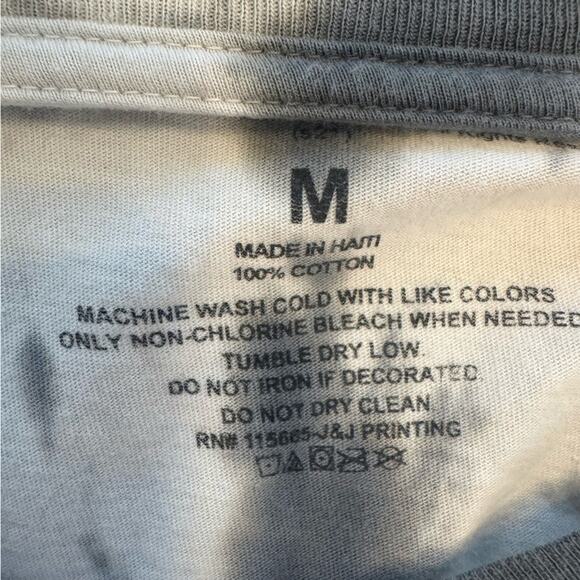 M
MADE IN HAITI
100% COTTON
MACHINE WASH COLD WITH LIKE COLORS
ONLY NON-CHLORINE BLEACH WHEN NEEDED
TUMBLE DRY LOW.
DO NOT IRON IF DECORATED.
DO NOT DRY CLEAN
RN# 115665-J&J PRINTING